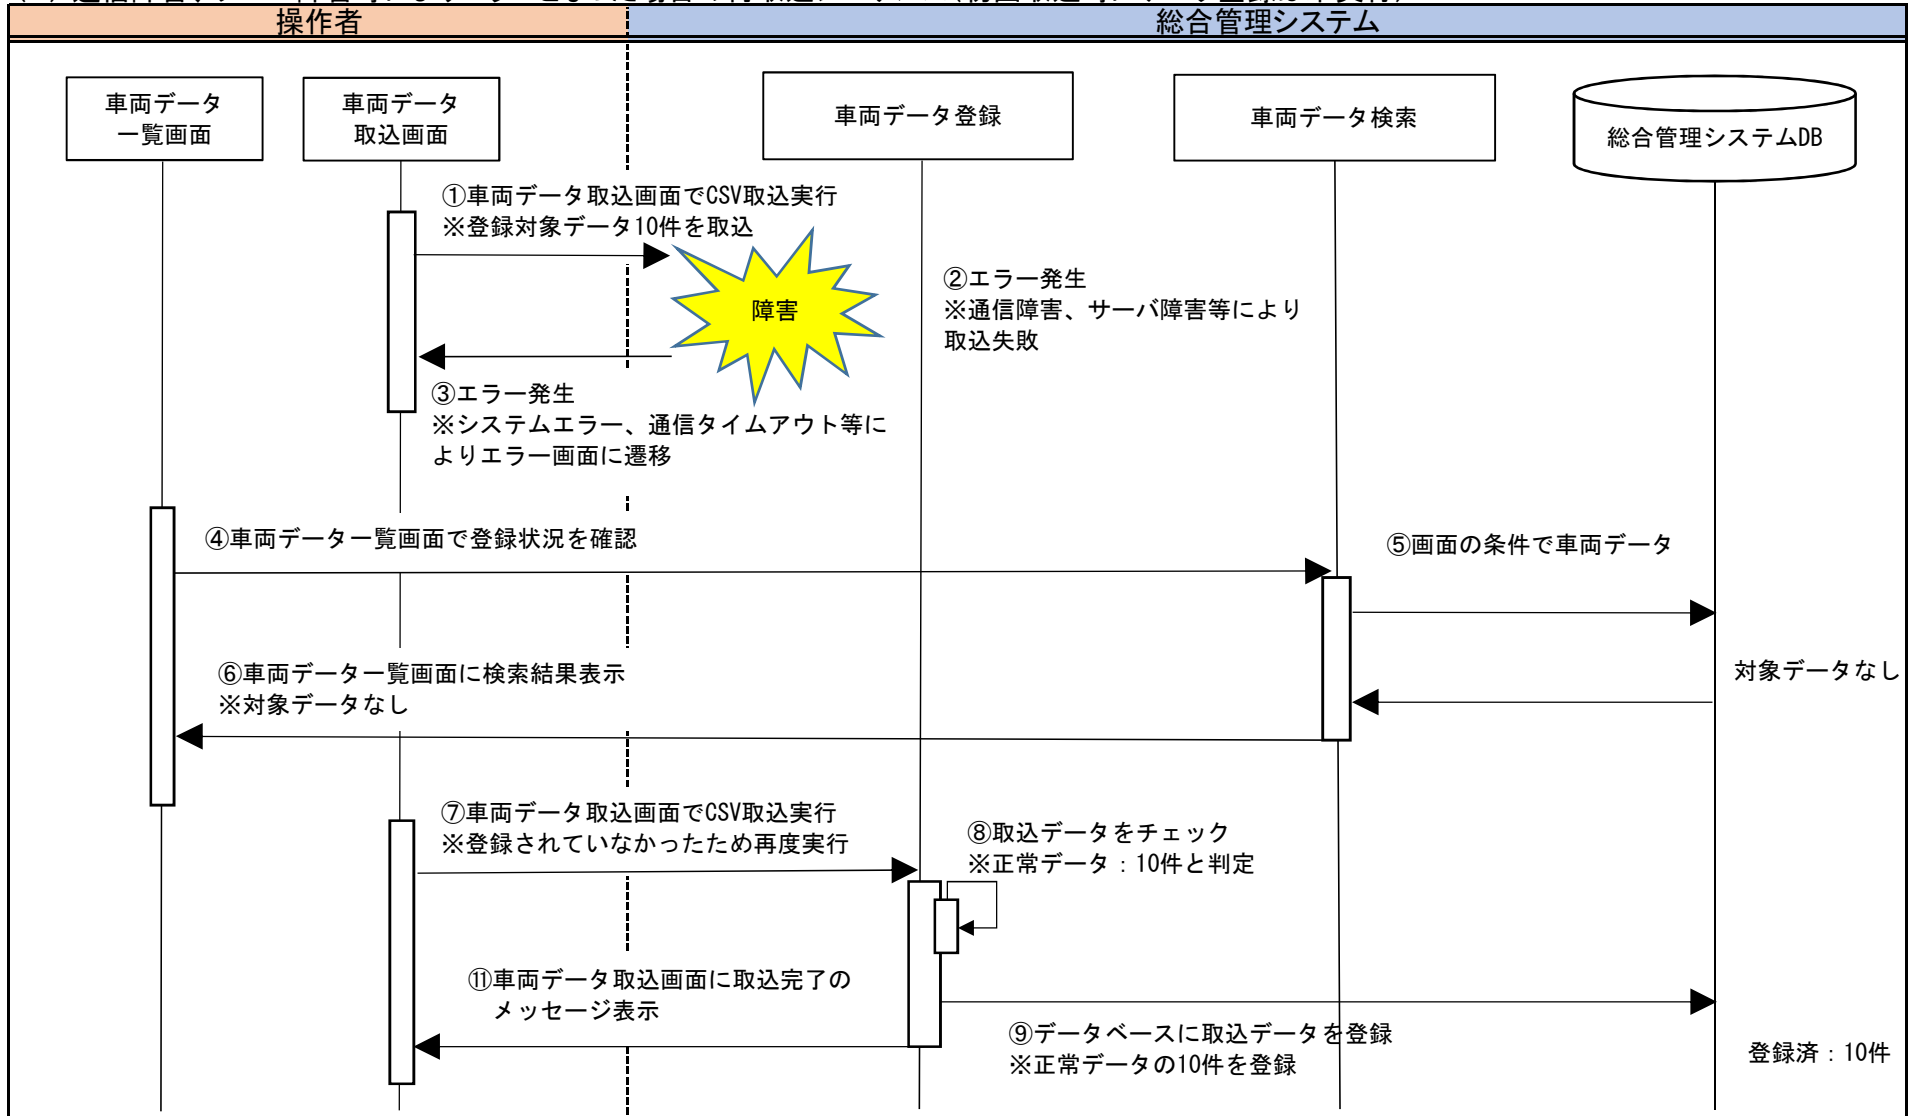 操作者
総合管理システム
車両データ
一覧画面
車両データ
取込画面
車両データ登録
車両データ検索
総合管理システムDB
①車両データ取込画面でCSV取込実行
※登録対象データ10件を取込
障害
②エラー発生
※通信障害、サーバ障害等により
取込失敗
③エラー発生
※システムエラー、通信タイムアウト等に
よりエラー画面に遷移
④車両データ一覧画面で登録状況を確認
⑤画面の条件で車両データ
⑥車両データ一覧画面に検索結果表示
※対象データなし
対象データなし
⑦車両データ取込画面でCSV取込実行
※登録されていなかったため再度実行
⑧取込データをチェック
※正常データ：10件と判定
⑪車両データ取込画面に取込完了の
メッセージ表示
⑨データベースに取込データを登録
※正常データの10件を登録
登録済：10件